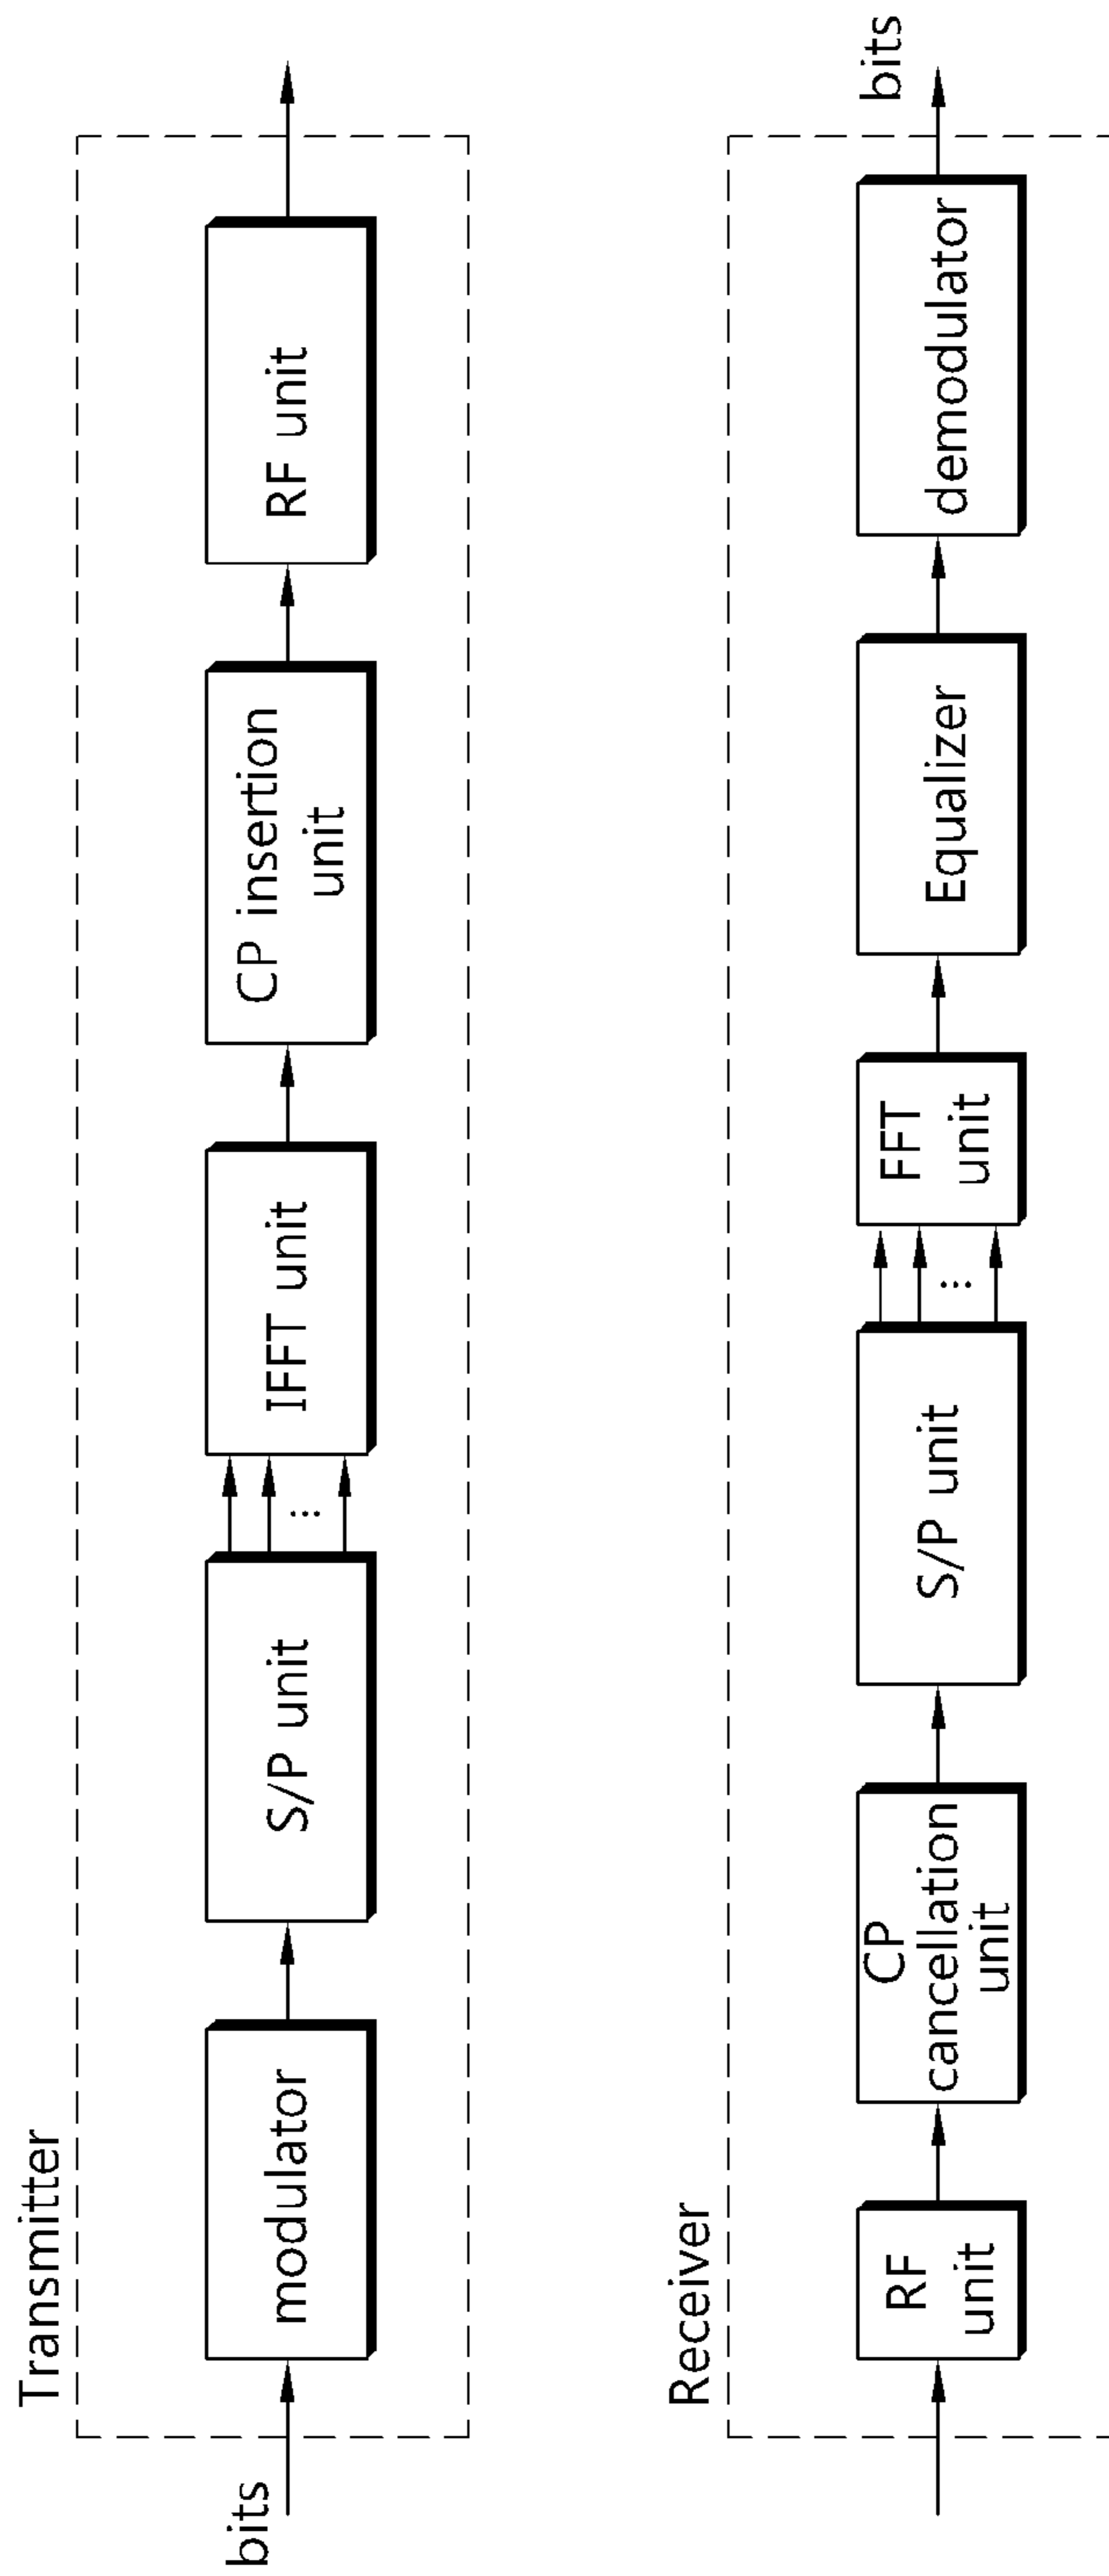 Transmitter
bits
modulator
S/P unit
⋮
IFFT unit
CP insertion
unit
RF unit
Receiver
RF
unit
CP
cancellation
unit
S/P unit
⋮
FFT
unit
Equalizer
demodulator
bits